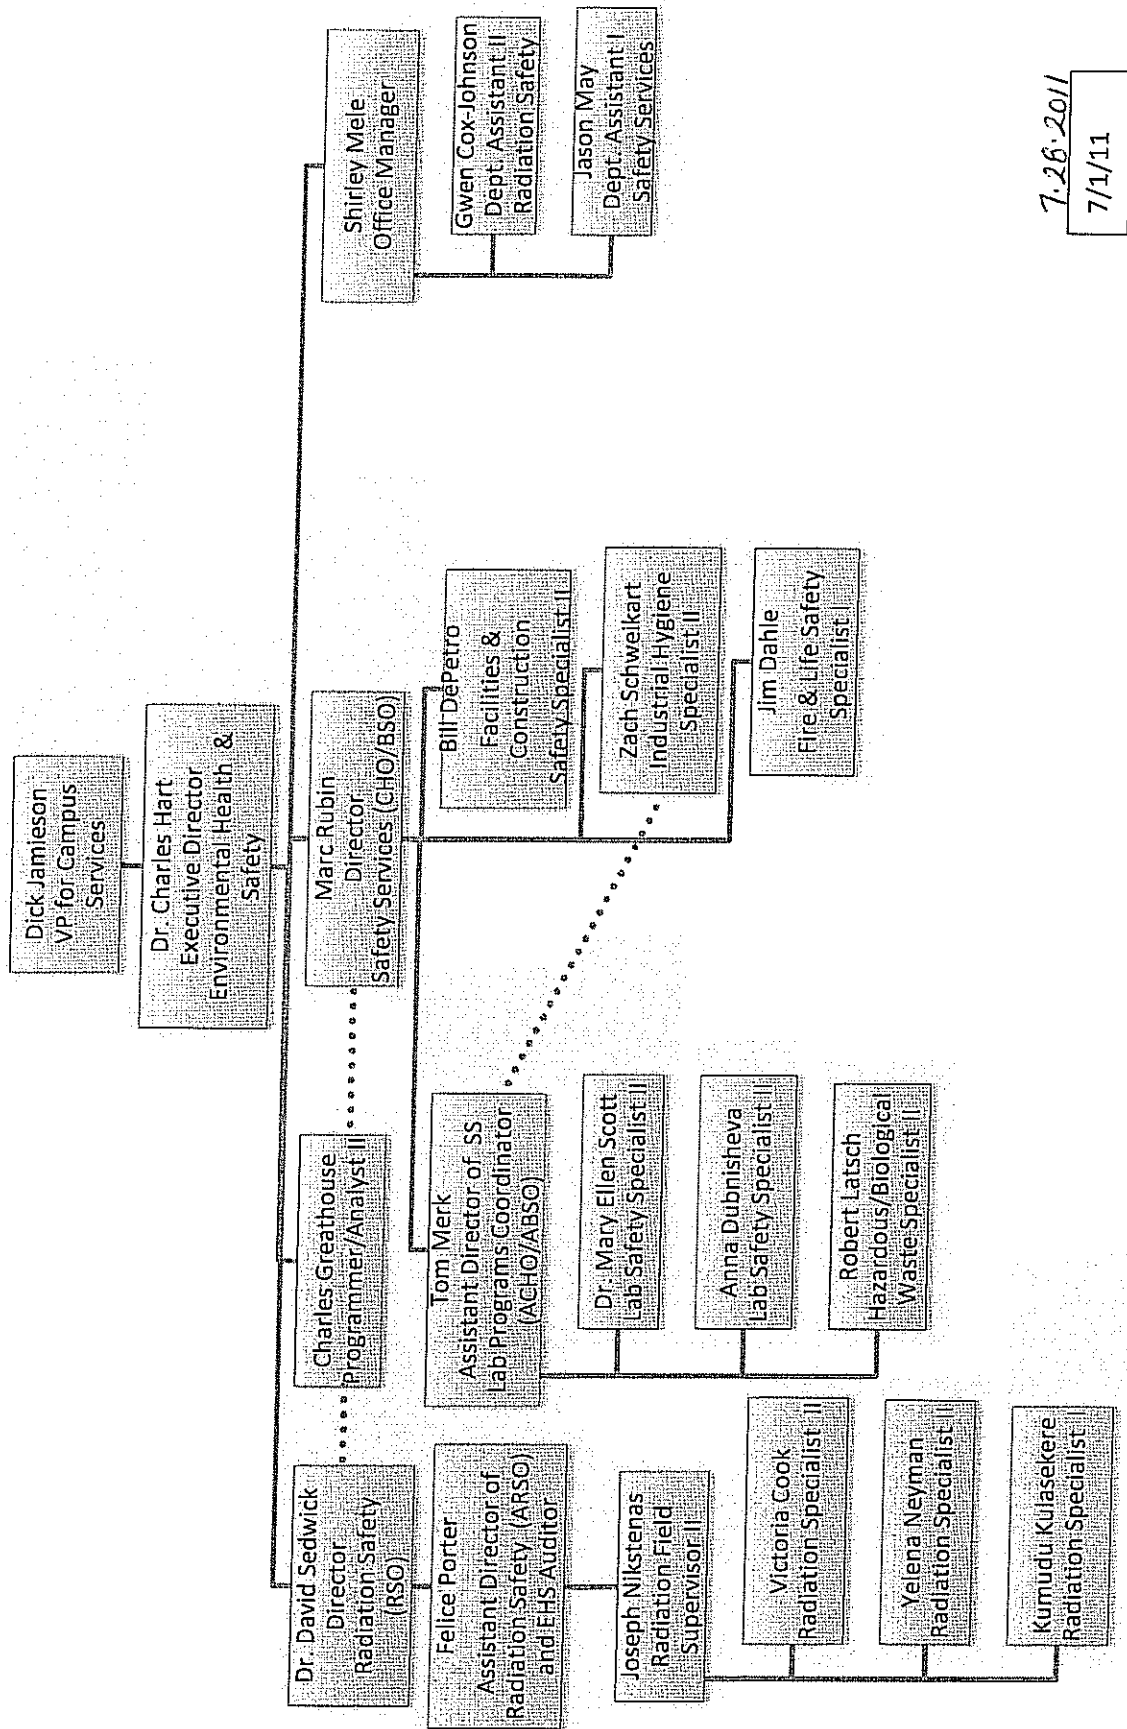 Dick Jamieson
VP for Campus
Services
Dr. Charles Hart
Executive Director
Environmental Health &
Safety
Dr. David Sedwick
Director
Radiation Safety
(RSO)
Charles Greathouse
Programmer/Analyst II
Marc Rubin
Director
Safety Services (CHO/BSO)
Shirley Mele
Office Manager
Felice Porter
Assistant Director of
Radiation Safety (ARSO)
and EHS Auditor
Joseph Nikstenas
Radiation Field
Supervisor II
Victoria Cook
Radiation Specialist II
Yelena Neyman
Radiation Specialist II
Kumudu Kulasekere
Radiation Specialist I
Tom Merk
Assistant Director of SS
Lab Programs Coordinator
(ACHO/ABSO)
Dr. Mary Ellen Scott
Lab Safety Specialist II
Anna Dubnisheva
Lab Safety Specialist II
Robert Latsch
Hazardous/Biological
Waste Specialist II
Bill DePetro
Facilities &
Construction
Safety Specialist II
Zach Schweikart
Industrial Hygiene
Specialist II
Jim Dahle
Fire & Life Safety
Specialist I
Gwen Cox-Johnson
Dept. Assistant II
Radiation Safety
Jason May
Dept. Assistant I
Safety Services
7.28.2011
7/1/11